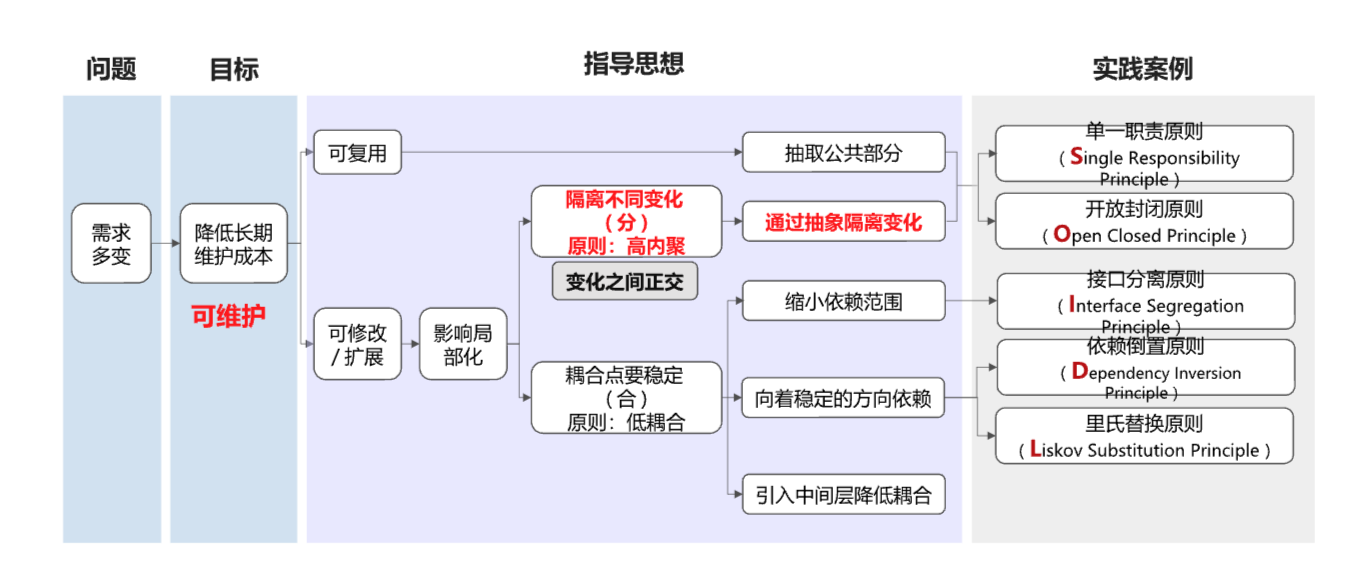 问题
目标
指导思想
实践案例
需求
多变
降低长期
维护成本
可维护
可复用
可修改
/ 扩展
影响局
部化
隔离不同变化
（分）
原则：高内聚
变化之间正交
耦合点要稳定
（合）
原则：低耦合
抽取公共部分
通过抽象隔离变化
缩小依赖范围
向着稳定的方向依赖
引入中间层降低耦合
单一职责原则
（ Single Responsibility
Principle ）
开放封闭原则
（ Open Closed Principle ）
接口分离原则
（ Interface Segregation
Principle ）
依赖倒置原则
（ Dependency Inversion
Principle ）
里氏替换原则
（ Liskov Substitution Principle ）